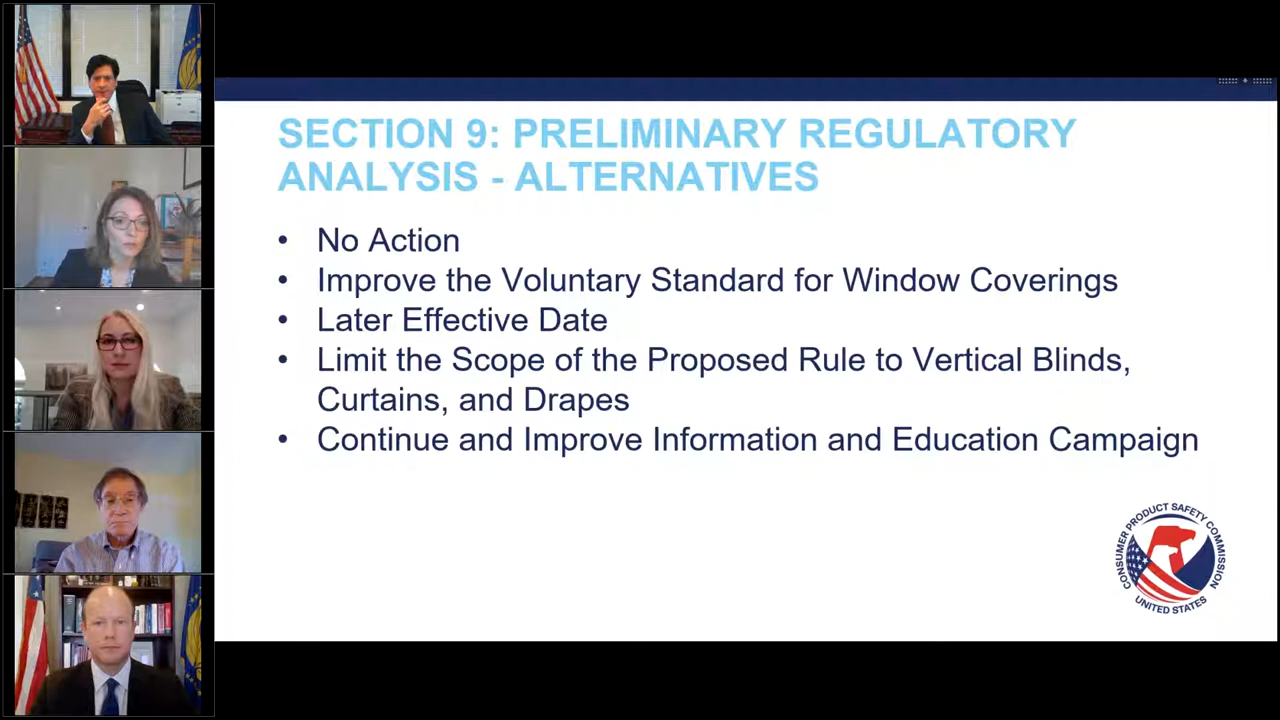 SECTION 9: PRELIMINARY REGULATORY
ANALYSIS - ALTERNATIVES
• No Action
• Improve the Voluntary Standard for Window Coverings
• Later Effective Date
• Limit the Scope of the Proposed Rule to Vertical Blinds,
Curtains, and Drapes
• Continue and Improve Information and Education Campaign
CONSUMER PRODUCT SAFETY COMMISSION
UNITED STATES